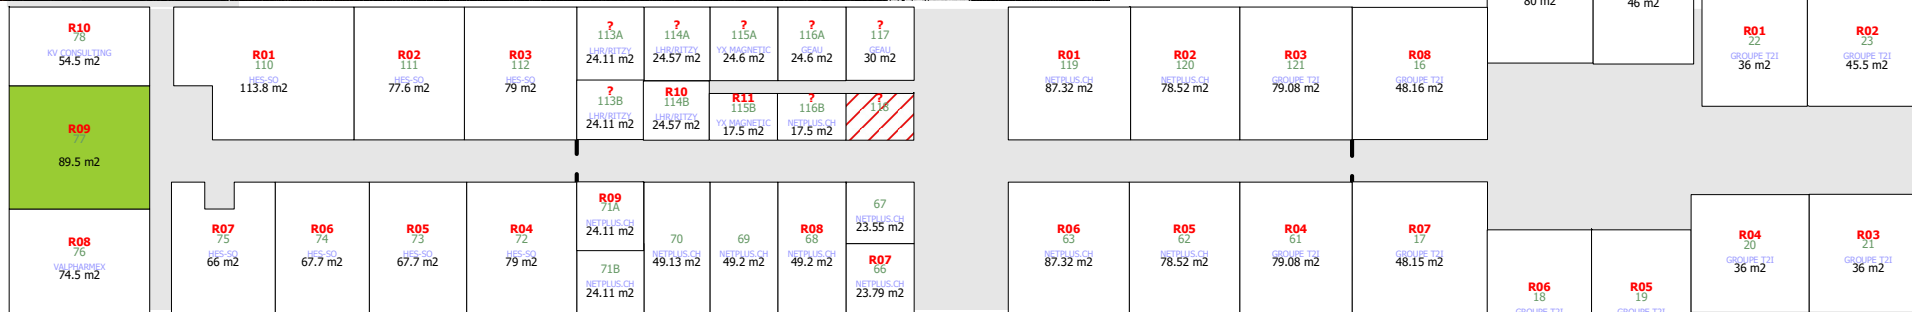 80 m2
46 m2
R10
78
KV CONSULTING
54.5 m2
R01
110
HES-SO
113.8 m2
R02
111
HES-SO
77.6 m2
R03
112
HES-SO
79 m2
?
113A
LHR/RITZY
24.11 m2
?
114A
LHR/RITZY
24.57 m2
?
115A
YX MAGNETIC
24.6 m2
?
116A
GEAU
24.6 m2
?
117
GEAU
30 m2
R01
119
NETPLUS.CH
87.32 m2
R02
120
NETPLUS.CH
78.52 m2
R03
121
GROUPE T2I
79.08 m2
R08
16
GROUPE T2I
48.16 m2
R01
22
GROUPE T2I
36 m2
R02
23
GROUPE T2I
45.5 m2
?
113B
LHR/RITZY
24.11 m2
R10
114B
LHR/RITZY
24.57 m2
R11
115B
YX MAGNETIC
17.5 m2
?
116B
NETPLUS.CH
17.5 m2
?
118
R09
77
89.5 m2
R08
76
VALPHARMEX
74.5 m2
R07
75
HES-SO
66 m2
R06
74
HES-SO
67.7 m2
R05
73
HES-SO
67.7 m2
R04
72
HES-SO
79 m2
R09
71A
NETPLUS.CH
24.11 m2
71B
NETPLUS.CH
24.11 m2
70
NETPLUS.CH
49.13 m2
69
NETPLUS.CH
49.2 m2
R08
68
NETPLUS.CH
49.2 m2
67
NETPLUS.CH
23.55 m2
R07
66
NETPLUS.CH
23.79 m2
R06
63
NETPLUS.CH
87.32 m2
R05
62
NETPLUS.CH
78.52 m2
R04
61
GROUPE T2I
79.08 m2
R07
17
GROUPE T2I
48.15 m2
R06
18
GROUPE T2I
R05
19
GROUPE T2I
R04
20
GROUPE T2I
36 m2
R03
21
GROUPE T2I
36 m2